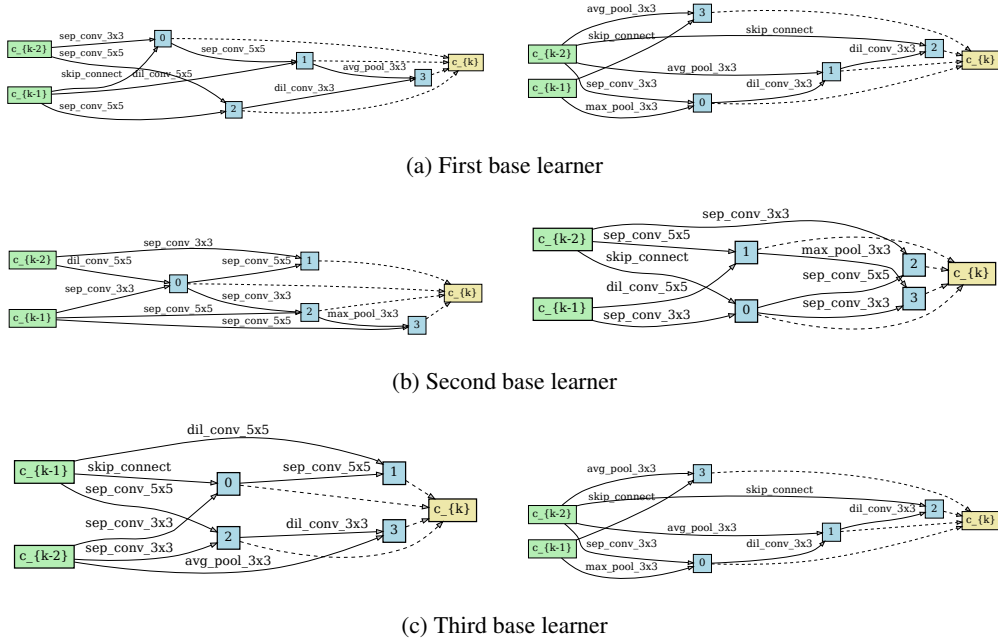 sep_conv_3x3
0
c_{k-2}
sep_conv_5x5
sep_conv_5x5
1
c_{k}
skip_connect
dil_conv_5x5
avg_pool_3x3
3
c_{k-1}
dil_conv_3x3
sep_conv_5x5
2
avg_pool_3x3
3
skip_connect
skip_connect
2
c_{k-2}
dil_conv_3x3
c_{k}
avg_pool_3x3
1
sep_conv_3x3
dil_conv_3x3
c_{k-1}
max_pool_3x3
0
(a) First base learner
sep_conv_3x3
c_{k-2}
dil_conv_5x5
sep_conv_5x5
1
0
c_{k}
sep_conv_3x3
sep_conv_3x3
c_{k-1}
sep_conv_5x5
2
max_pool_3x3
sep_conv_5x5
3
sep_conv_3x3
c_{k-2}
sep_conv_5x5
1
max_pool_3x3
2
skip_connect
c_{k}
sep_conv_5x5
dil_conv_5x5
3
c_{k-1}
sep_conv_3x3
0
sep_conv_3x3
(b) Second base learner
dil_conv_5x5
c_{k-1}
skip_connect
sep_conv_5x5
1
0
sep_conv_5x5
c_{k}
sep_conv_3x3
dil_conv_3x3
3
2
c_{k-2}
sep_conv_3x3
avg_pool_3x3
avg_pool_3x3
3
skip_connect
2
c_{k-2}
dil_conv_3x3
c_{k}
avg_pool_3x3
1
sep_conv_3x3
dil_conv_3x3
c_{k-1}
max_pool_3x3
0
(c) Third base learner